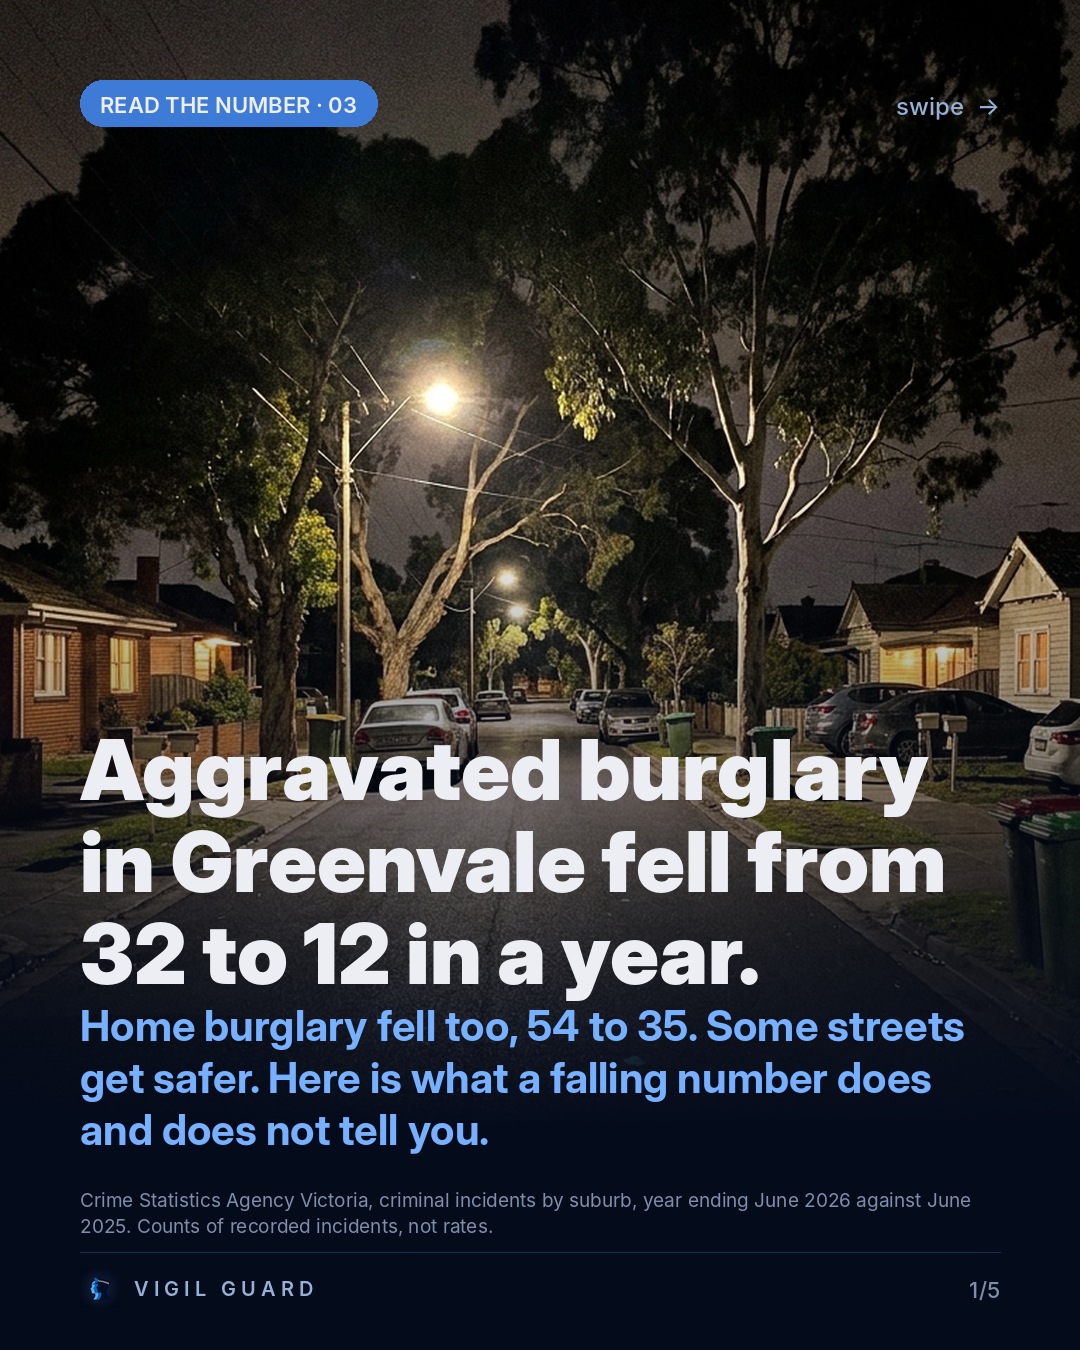 READ THE NUMBER · 03
swipe →
Aggravated burglary
in Greenvale fell from
32 to 12 in a year.
Home burglary fell too, 54 to 35. Some streets
get safer. Here is what a falling number does
and does not tell you.
Crime Statistics Agency Victoria, criminal incidents by suburb, year ending June 2026 against June
2025. Counts of recorded incidents, not rates.
VIGIL GUARD
1/5